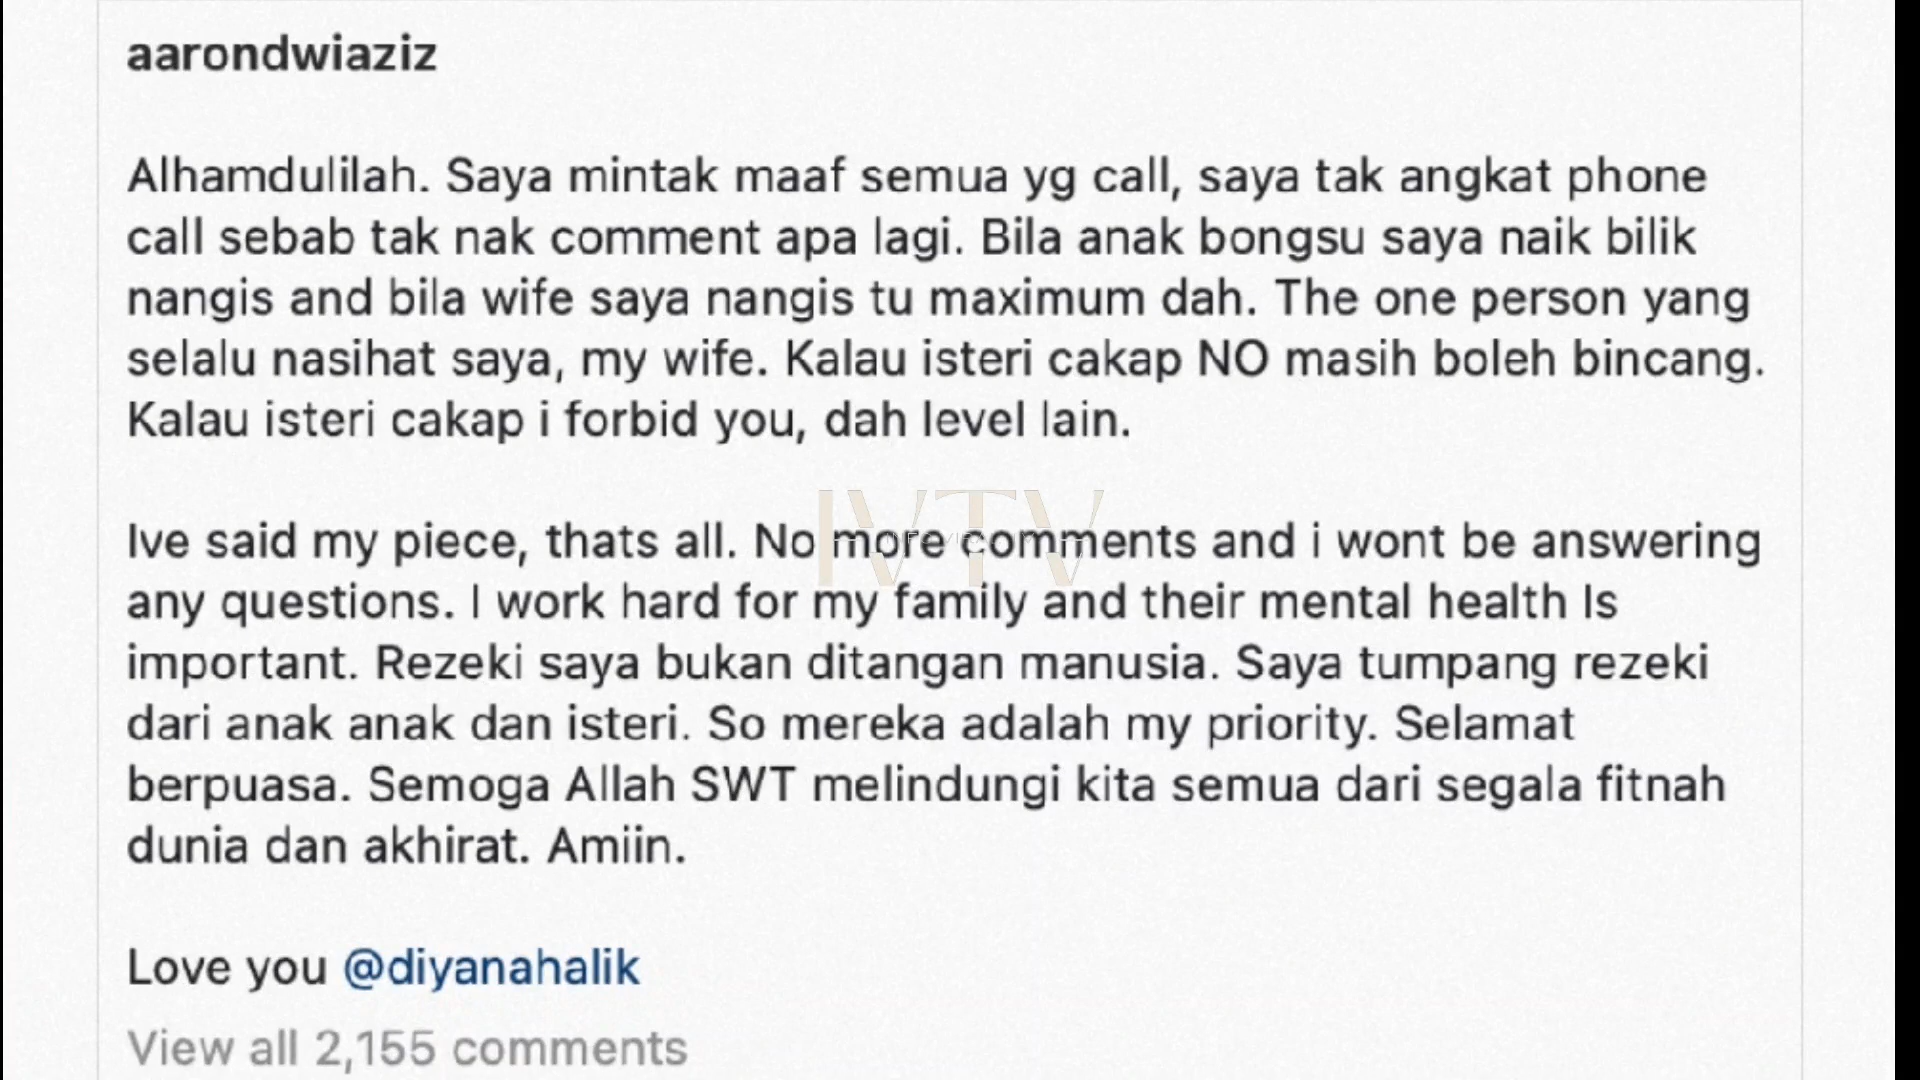 aarondwiaziz
Alhamdulilah. Saya mintak maaf semua yg call, saya tak angkat phone
call sebab tak nak comment apa lagi. Bila anak bongsu saya naik bilik
nangis and bila wife saya nangis tu maximum dah. The one person yang
selalu nasihat saya, my wife. Kalau isteri cakap NO masih boleh bincang.
Kalau isteri cakap i forbid you, dah level lain.
IVTV
Ive said my piece, thats all. No more comments and i wont be answering
any questions. I work hard for my family and their mental health Is
important. Rezeki saya bukan ditangan manusia. Saya tumpang rezeki
dari anak anak dan isteri. So mereka adalah my priority. Selamat
berpuasa. Semoga Allah SWT melindungi kita semua dari segala fitnah
dunia dan akhirat. Amiin.
Love you @diyanahalik
View all 2,155 comments